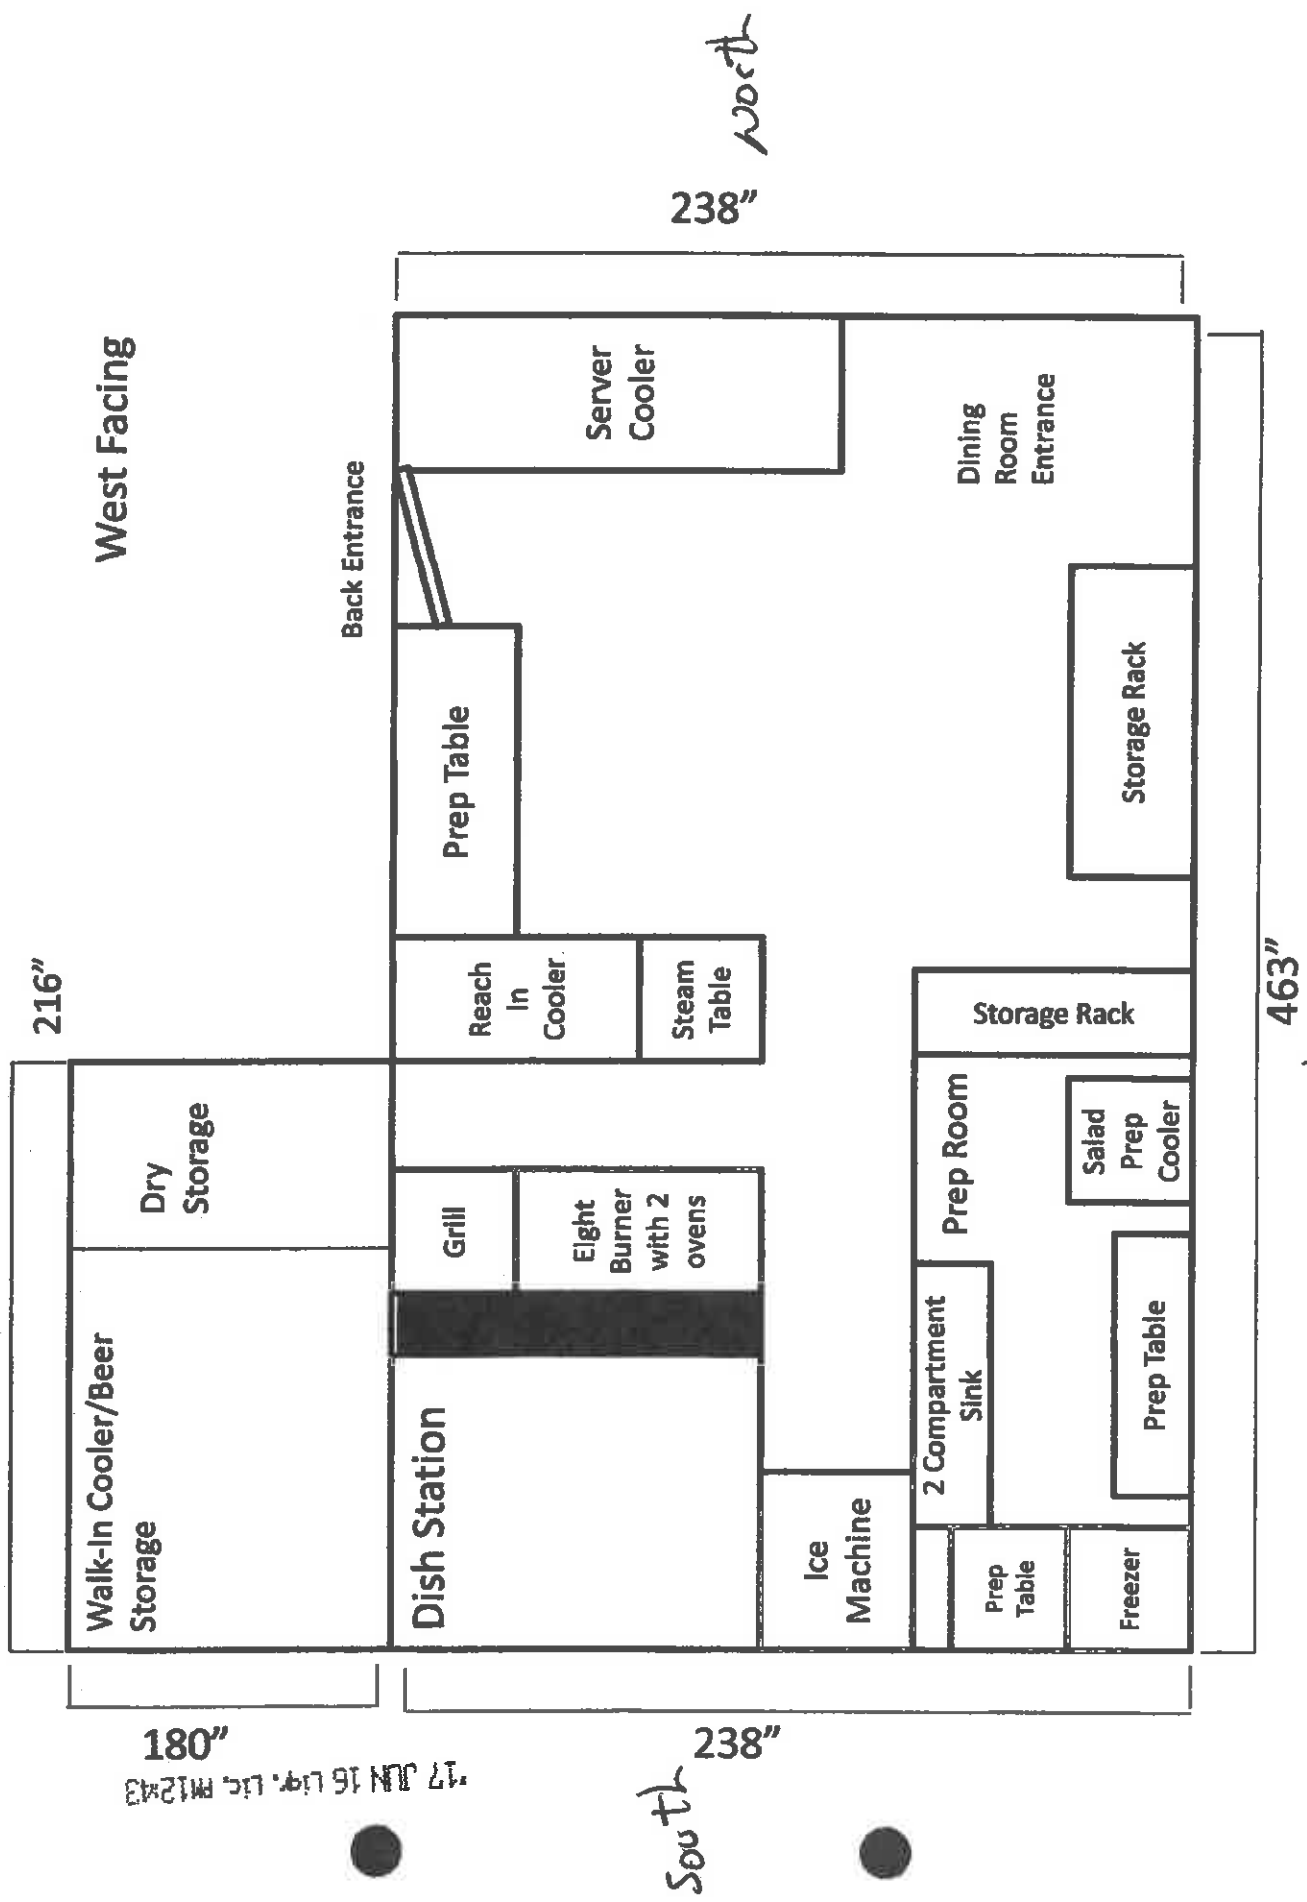 West Facing
North
238”
216”
Back Entrance
Server
Cooler
Dining
Room
Entrance
Prep Table
Storage Rack
Reach
In
Cooler
Steam
Table
Storage Rack
463”
Dry
Storage
Grill
Eight
Burner
with 2
ovens
Prep Room
Salad
Prep
Cooler
Walk-In Cooler/Beer
Storage
Dish Station
2 Compartment
Sink
Prep Table
Ice
Machine
Prep
Table
Freezer
180”
238”
'17 JUN 16 Liqr. Lic. PM12:43
South